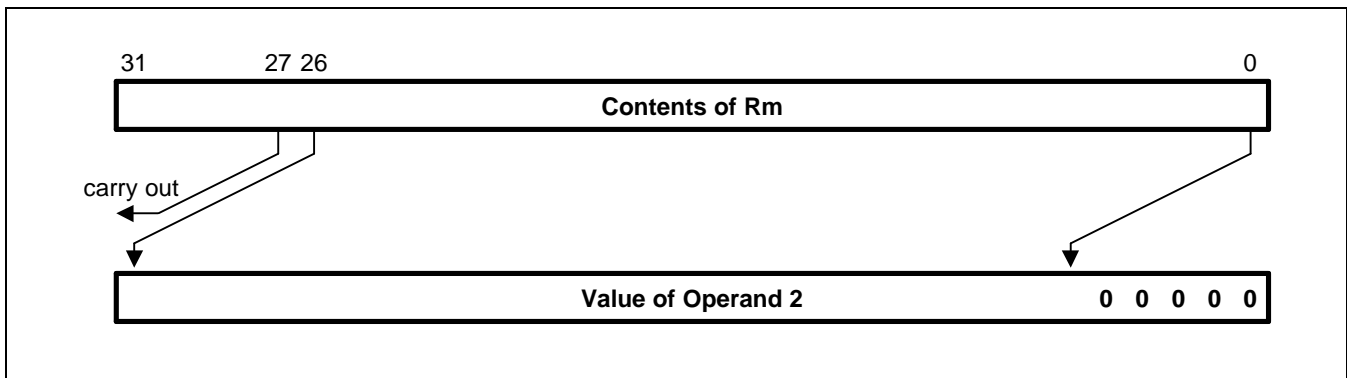 31 27 26 0
Contents of Rm
carry out
Value of Operand 2 0 0 0 0 0